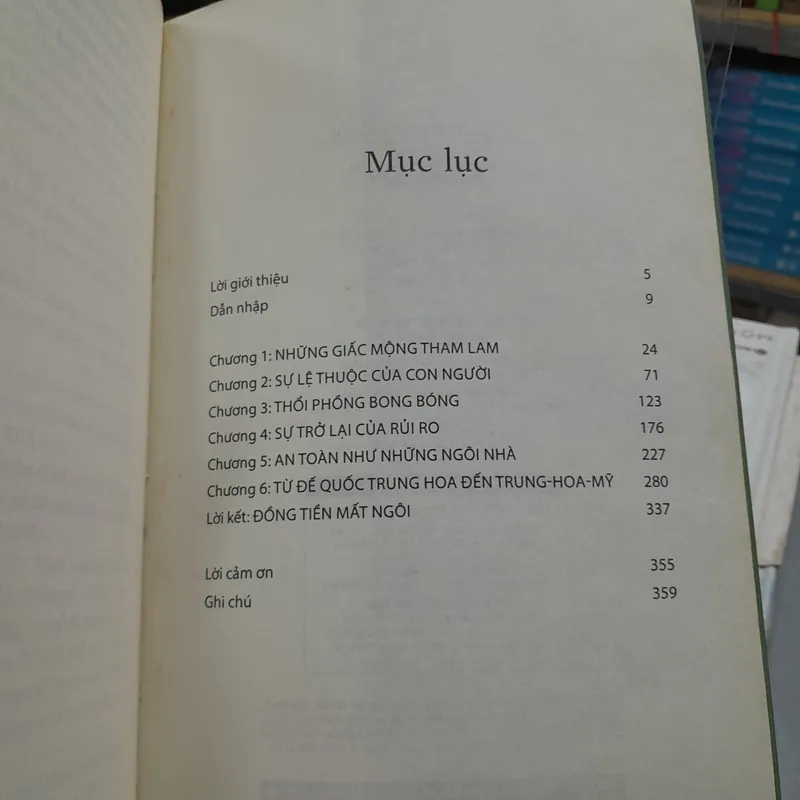 Mục lục
Lời giới thiệu 5
Dẫn nhập 9
Chương 1: NHỮNG GIẤC MỘNG THAM LAM 24
Chương 2: SỰ LỆ THUỘC CỦA CON NGƯỜI 71
Chương 3: THỔI PHỒNG BONG BÓNG 123
Chương 4: SỰ TRỞ LẠI CỦA RỦI RO 176
Chương 5: AN TOÀN NHƯ NHỮNG NGÔI NHÀ 227
Chương 6: TỪ ĐẾ QUỐC TRUNG HOA ĐẾN TRUNG-HOA-MỸ 280
Lời kết: ĐỒNG TIỀN MẤT NGÔI 337
Lời cảm ơn 355
Ghi chú 359